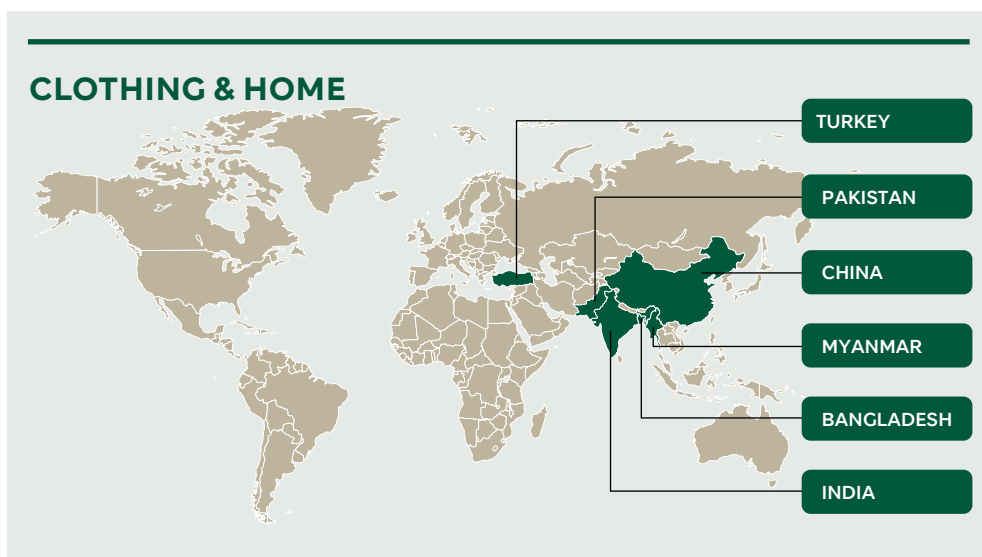 CLOTHING & HOME
TURKEY
PAKISTAN
CHINA
MYANMAR
BANGLADESH
INDIA